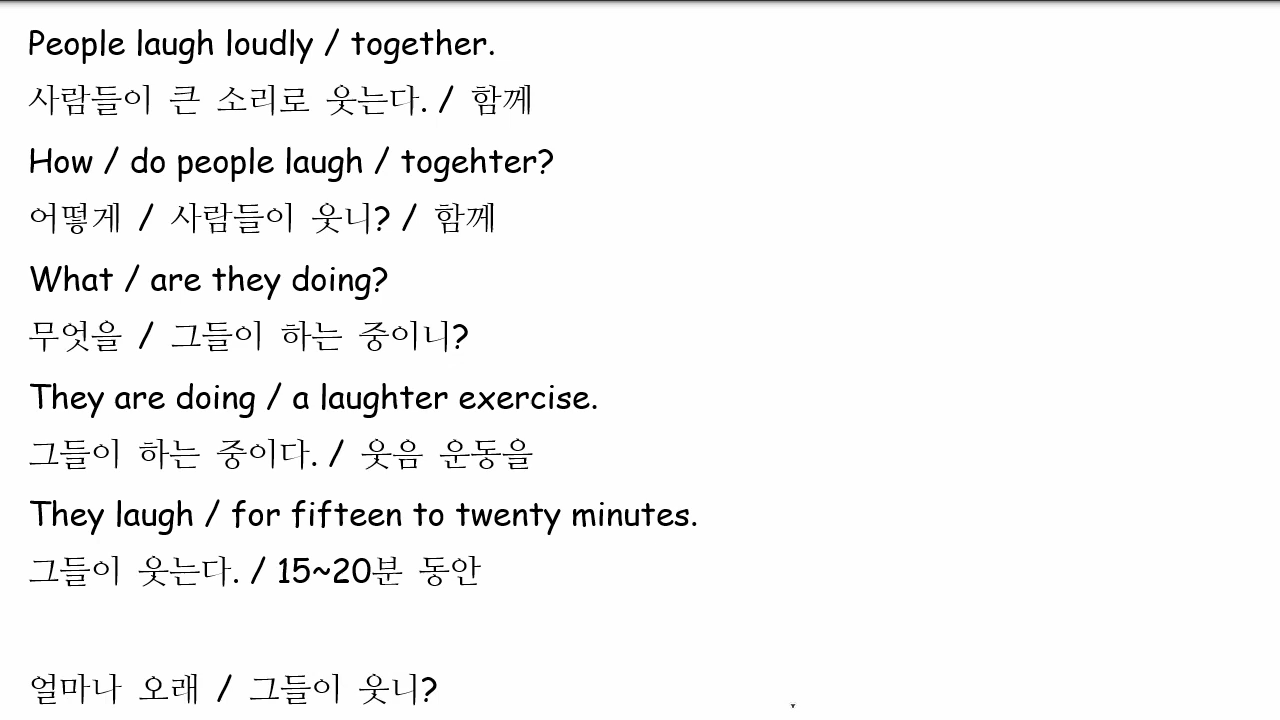 People laugh loudly / together.
사람들이 큰 소리로 웃는다. / 함께
How / do people laugh / togehter?
어떻게 / 사람들이 웃니? / 함께
What / are they doing?
무엇을 / 그들이 하는 중이니?
They are doing / a laughter exercise.
그들이 하는 중이다. / 웃음 운동을
They laugh / for fifteen to twenty minutes.
그들이 웃는다. / 15~20분 동안
얼마나 오래 / 그들이 웃니?